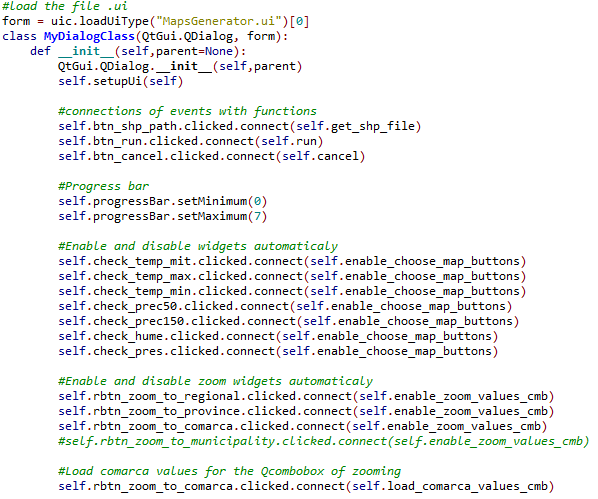 #load the file .ui
form = uic.loadUiType("MapsGenerator.ui")[0]
class MyDialogClass(QtGui.QDialog, form):
    def __init__(self,parent=None):
        QtGui.QDialog.__init__(self,parent)
        self.setupUi(self)

        #connections of events with functions
        self.btn_shp_path.clicked.connect(self.get_shp_file)
        self.btn_run.clicked.connect(self.run)
        self.btn_cancel.clicked.connect(self.cancel)

        #Progress bar
        self.progressBar.setMinimum(0)
        self.progressBar.setMaximum(7)

        #Enable and disable widgets automaticaly
        self.check_temp_mit.clicked.connect(self.enable_choose_map_buttons)
        self.check_temp_max.clicked.connect(self.enable_choose_map_buttons)
        self.check_temp_min.clicked.connect(self.enable_choose_map_buttons)
        self.check_prec50.clicked.connect(self.enable_choose_map_buttons)
        self.check_prec150.clicked.connect(self.enable_choose_map_buttons)
        self.check_hume.clicked.connect(self.enable_choose_map_buttons)
        self.check_pres.clicked.connect(self.enable_choose_map_buttons)

        #Enable and disable zoom widgets automaticaly
        self.rbtn_zoom_to_regional.clicked.connect(self.enable_zoom_values_cmb)
        self.rbtn_zoom_to_province.clicked.connect(self.enable_zoom_values_cmb)
        self.rbtn_zoom_to_comarca.clicked.connect(self.enable_zoom_values_cmb)
        #self.rbtn_zoom_to_municipality.clicked.connect(self.enable_zoom_values_cmb)

        #Load comarca values for the Qcombobox of zooming
        self.rbtn_zoom_to_comarca.clicked.connect(self.load_comarca_values_cmb)